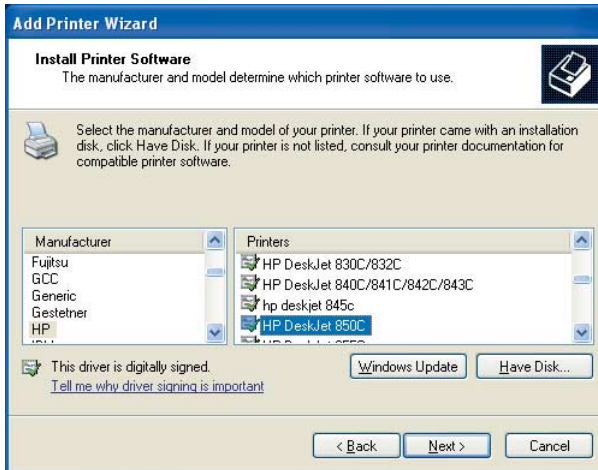 Add Printer Wizard
Install Printer Software
The manufacturer and model determine which printer software to use.
Select the manufacturer and model of your printer. If your printer came with an installation
disk, click Have Disk. If your printer is not listed, consult your printer documentation for
compatible printer software.
Manufacturer
Fujitsu
GCC
Generic
Gestetner
HP
Printers
HP DeskJet 830C/832C
HP DeskJet 840C/841C/842C/843C
hp deskjet 845c
HP DeskJet 850C
This driver is digitally signed.
Tell me why driver signing is important
Windows Update
Have Disk...
< Back
Next >
Cancel